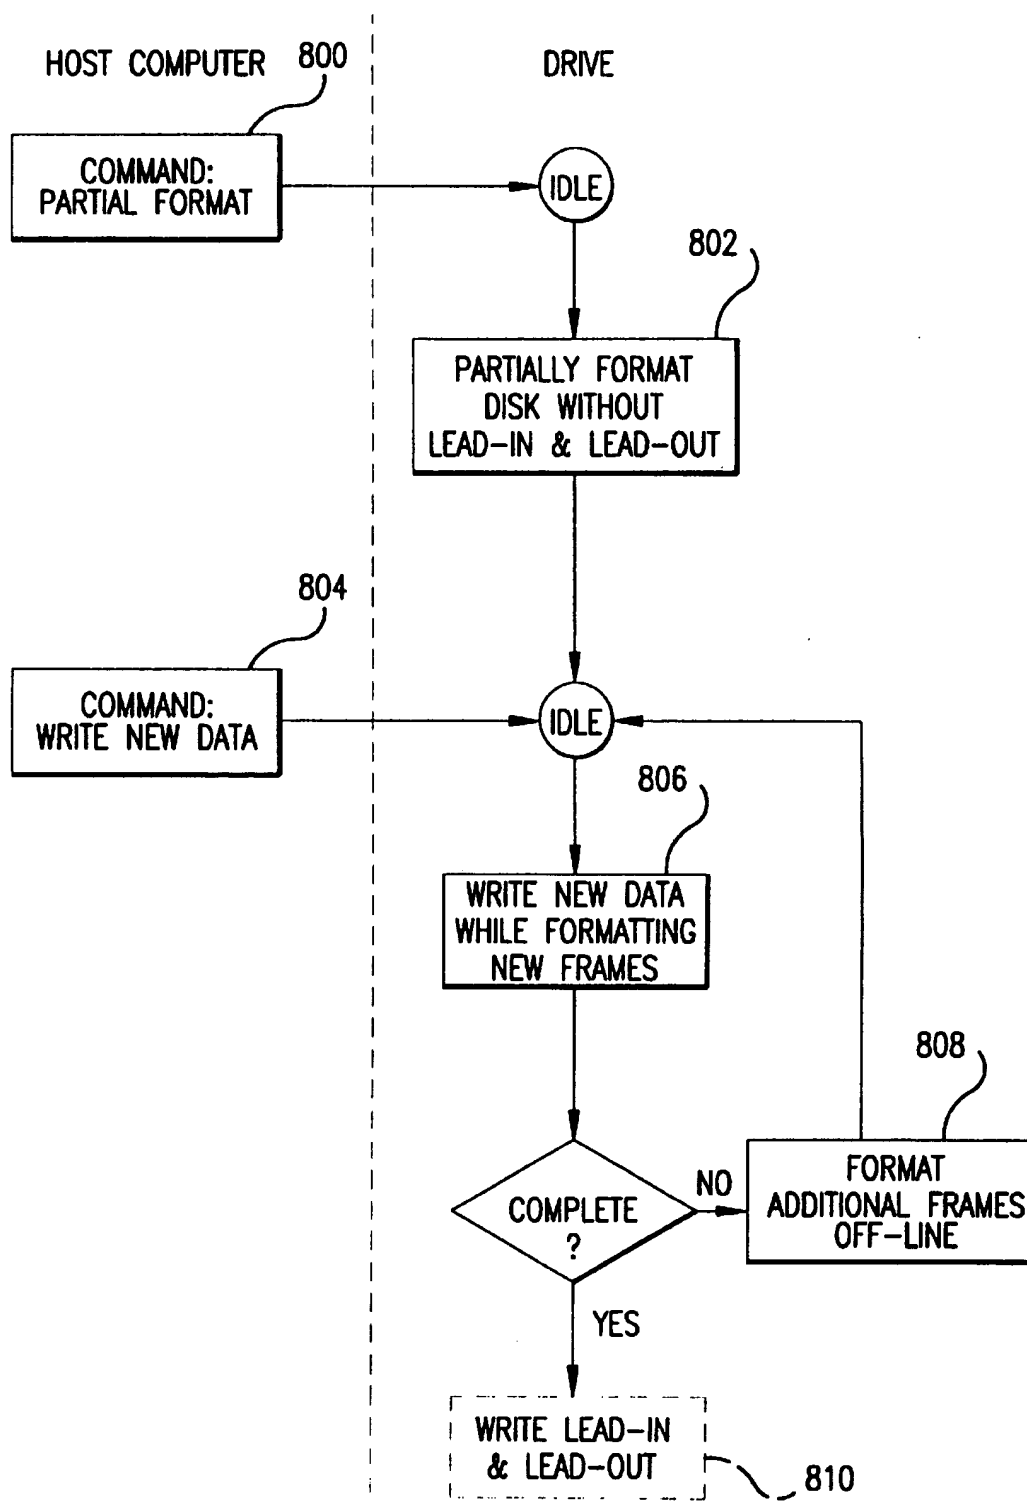 HOST COMPUTER
800
DRIVE
COMMAND:
PARTIAL FORMAT
IDLE
802
PARTIALLY FORMAT
DISK WITHOUT
LEAD-IN & LEAD-OUT
804
COMMAND:
WRITE NEW DATA
IDLE
806
WRITE NEW DATA
WHILE FORMATTING
NEW FRAMES
808
FORMAT
ADDITIONAL FRAMES
OFF-LINE
COMPLETE
?
NO
YES
WRITE LEAD-IN
& LEAD-OUT
810